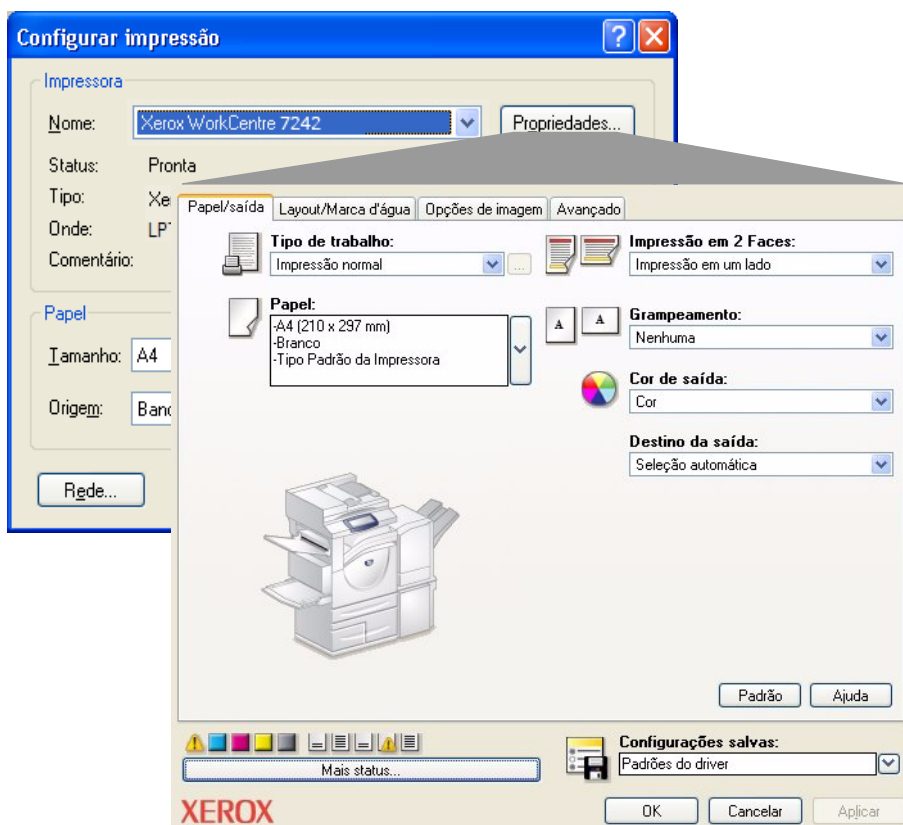 Configurar impressão
Impressora
Nome:
Xerox WorkCentre 7242
Propriedades...
Status:
Pronta
Tipo:
Onde:
Comentário:
Papel
Tamanho:
A4
Origem:
Rede...
Papel/saída
Layout/Marca d'água
Opções de imagem
Avançado
Tipo de trabalho:
Impressão normal
...
Papel:
-A4 (210 x 297 mm)
-Branco
-Tipo Padrão da Impressora
Impressão em 2 Faces:
Impressão em um lado
A
A
Grampeamento:
Nenhuma
Cor de saída:
Cor
Destino da saída:
Seleção automática
Padrão
Ajuda
Mais status...
Configurações salvas:
Padrões do driver
XEROX
OK
Cancelar
Aplicar